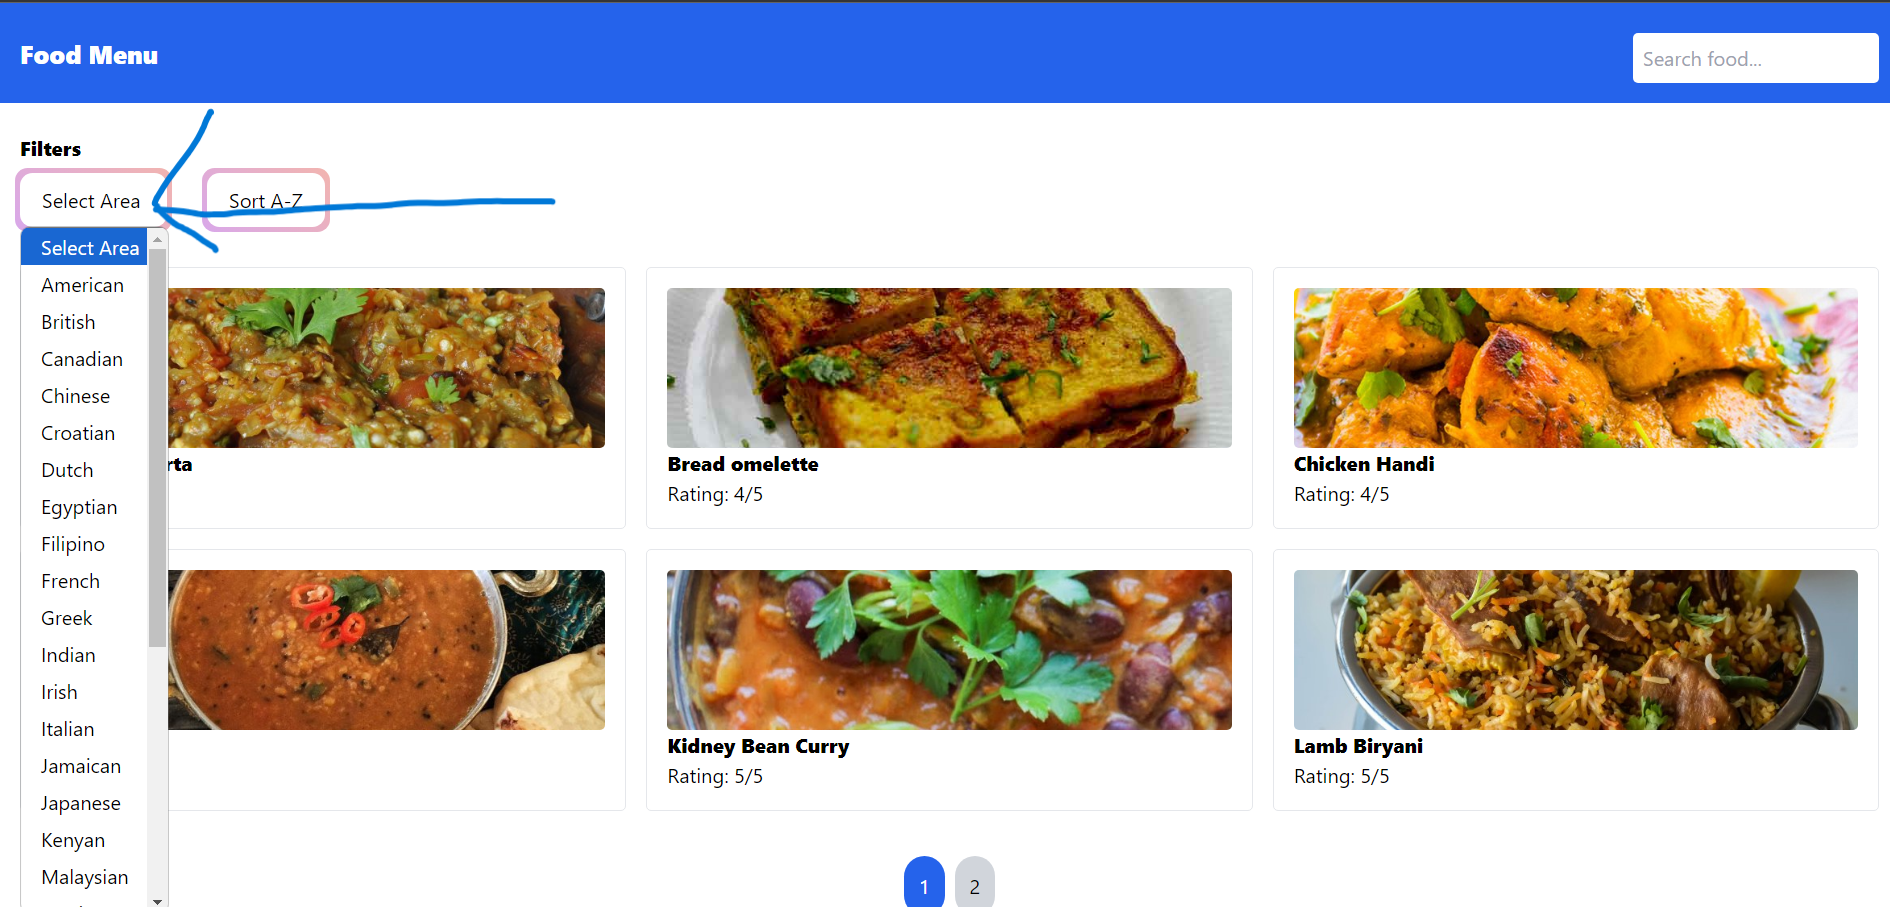 Food Menu
Search food...
Filters
Select Area
Sort A-Z
Select Area
American
British
Canadian
Chinese
Croatian
Dutch
Egyptian
Filipino
French
Greek
Indian
Irish
Italian
Jamaican
Japanese
Kenyan
Malaysian
rta
Bread omelette
Rating: 4/5
Chicken Handi
Rating: 4/5
Kidney Bean Curry
Rating: 5/5
Lamb Biryani
Rating: 5/5
1
2